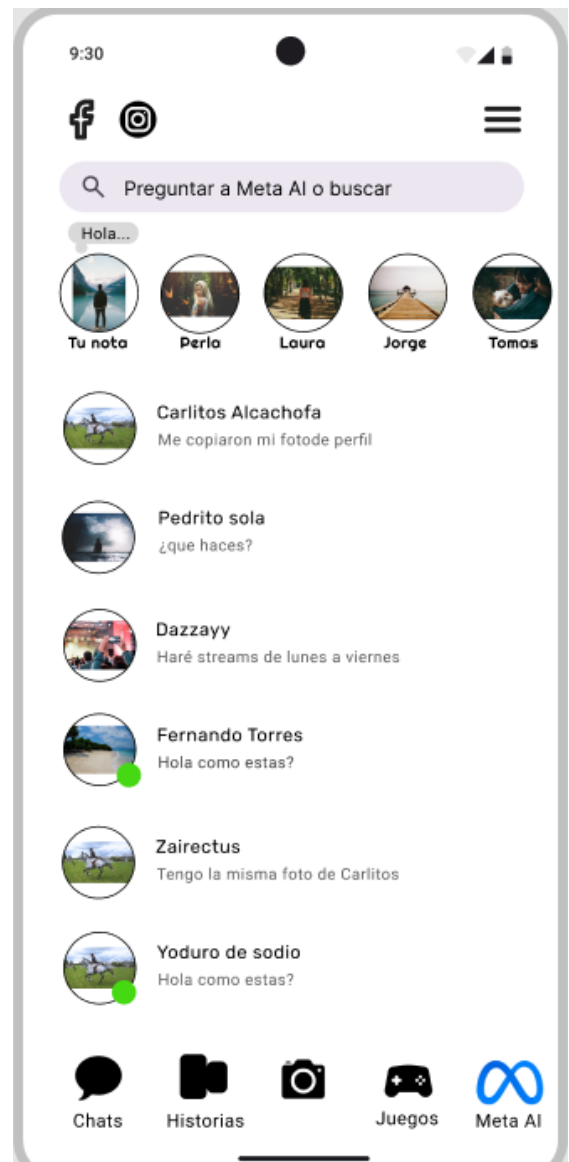 9:30
Preguntar a Meta AI o buscar
Hola...
Tu nota Perla Laura Jorge Tomas
Carlitos Alcachofa
Me copiaron mi fotode perfil
Pedrito sola
¿que haces?
Dazzayy
Haré streams de lunes a viernes
Fernando Torres
Hola como estas?
Zairectus
Tengo la misma foto de Carlitos
Yoduro de sodio
Hola como estas?
Chats Historias Juegos Meta AI